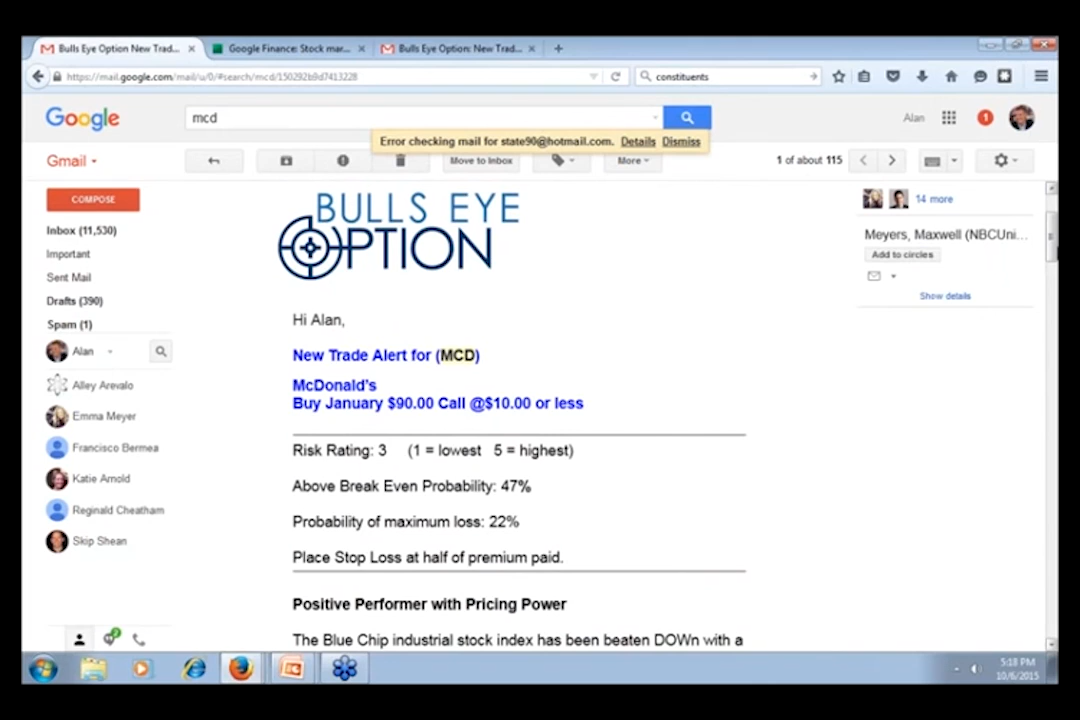 Bulls Eye Option New Trad...
Google Finance: Stock mar...
Bulls Eye Option: New Trad...
https://mail.google.com/mail/u/0/#search/mcd/150292b9d7413228
constituents
Google
mcd
Alan
1
Error checking mail for state90@hotmail.com. Details Dismiss
Gmail
Move to Inbox
More
1 of about 115
COMPOSE
Inbox (11,530)
Important
Sent Mail
Drafts (390)
Spam (1)
Alan
Alley Arevalo
Emma Meyer
Francisco Bermea
Katie Arnold
Reginald Cheatham
Skip Shean
2
BULLS EYE
OPTION
Hi Alan,
New Trade Alert for (MCD)
McDonald's
Buy January $90.00 Call @$10.00 or less
Risk Rating: 3 (1 = lowest 5 = highest)
Above Break Even Probability: 47%
Probability of maximum loss: 22%
Place Stop Loss at half of premium paid.
Positive Performer with Pricing Power
The Blue Chip industrial stock index has been beaten DOWn with a
14 more
Meyers, Maxwell (NBCUni...
Add to circles
Show details
5:18 PM
10/6/2015